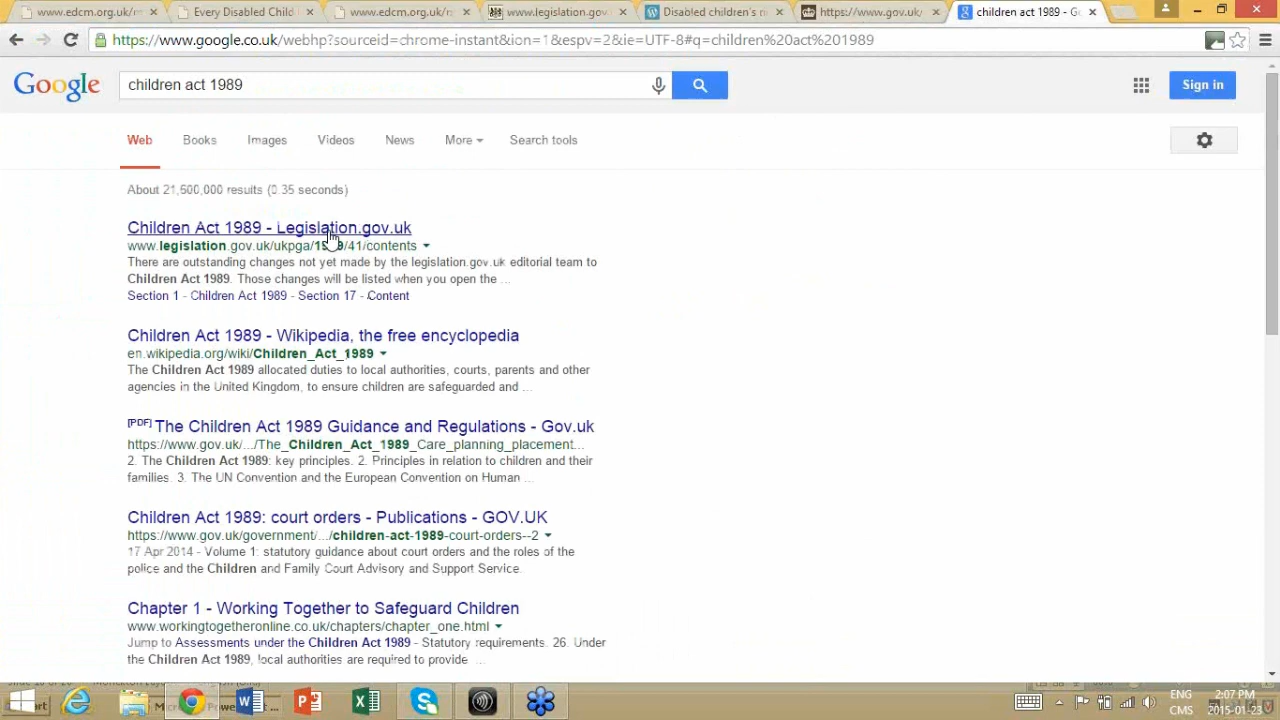 www.edcm.org.uk/m
Every Disabled Child
www.edcm.org.uk/m
www.legislation.gov
Disabled children's r
https://www.gov.uk/
children act 1989 - Go
https://www.google.co.uk/webhp?sourceid=chrome-instant&ion=1&espv=2&ie=UTF-8#q=children%20act%201989
Google
children act 1989
Sign in
Web
Books
Images
Videos
News
More
Search tools
About 21,600,000 results (0.35 seconds)
Children Act 1989 - Legislation.gov.uk
www.legislation.gov.uk/ukpga/1989/41/contents
There are outstanding changes not yet made by the legislation.gov.uk editorial team to
Children Act 1989. Those changes will be listed when you open the ...
Section 1 - Children Act 1989 - Section 17 - Content
Children Act 1989 - Wikipedia, the free encyclopedia
en.wikipedia.org/wiki/Children_Act_1989
The Children Act 1989 allocated duties to local authorities, courts, parents and other
agencies in the United Kingdom, to ensure children are safeguarded and ...
[PDF] The Children Act 1989 Guidance and Regulations - Gov.uk
https://www.gov.uk/.../The_Children_Act_1989_Care_planning_placement...
2. The Children Act 1989: key principles. 2. Principles in relation to children and their
families. 3. The UN Convention and the European Convention on Human ...
Children Act 1989: court orders - Publications - GOV.UK
https://www.gov.uk/government/.../children-act-1989-court-orders--2
17 Apr 2014 - Volume 1: statutory guidance about court orders and the roles of the
police and the Children and Family Court Advisory and Support Service.
Chapter 1 - Working Together to Safeguard Children
www.workingtogetheronline.co.uk/chapters/chapter_one.html
Jump to Assessments under the Children Act 1989 - Statutory requirements. 26. Under
the Children Act 1989, local authorities are required to provide ...
ENG
CMS
2:07 PM
2015-01-23